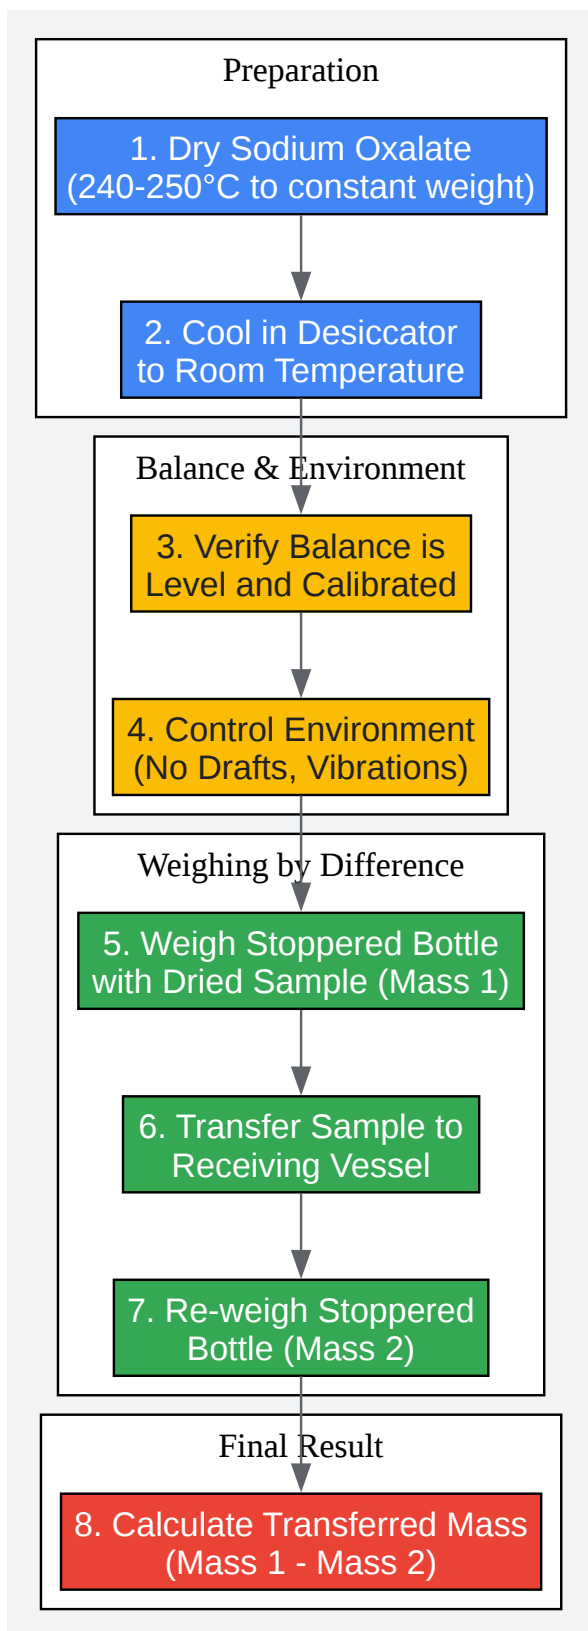 Preparation
1. Dry Sodium Oxalate
(240-250°C to constant weight)
2. Cool in Desiccator
to Room Temperature
Balance & Environment
3. Verify Balance is
Level and Calibrated
4. Control Environment
(No Drafts, Vibrations)
Weighing by Difference
5. Weigh Stoppered Bottle
with Dried Sample (Mass 1)
6. Transfer Sample to
Receiving Vessel
7. Re-weigh Stoppered
Bottle (Mass 2)
Final Result
8. Calculate Transferred Mass
(Mass 1 - Mass 2)